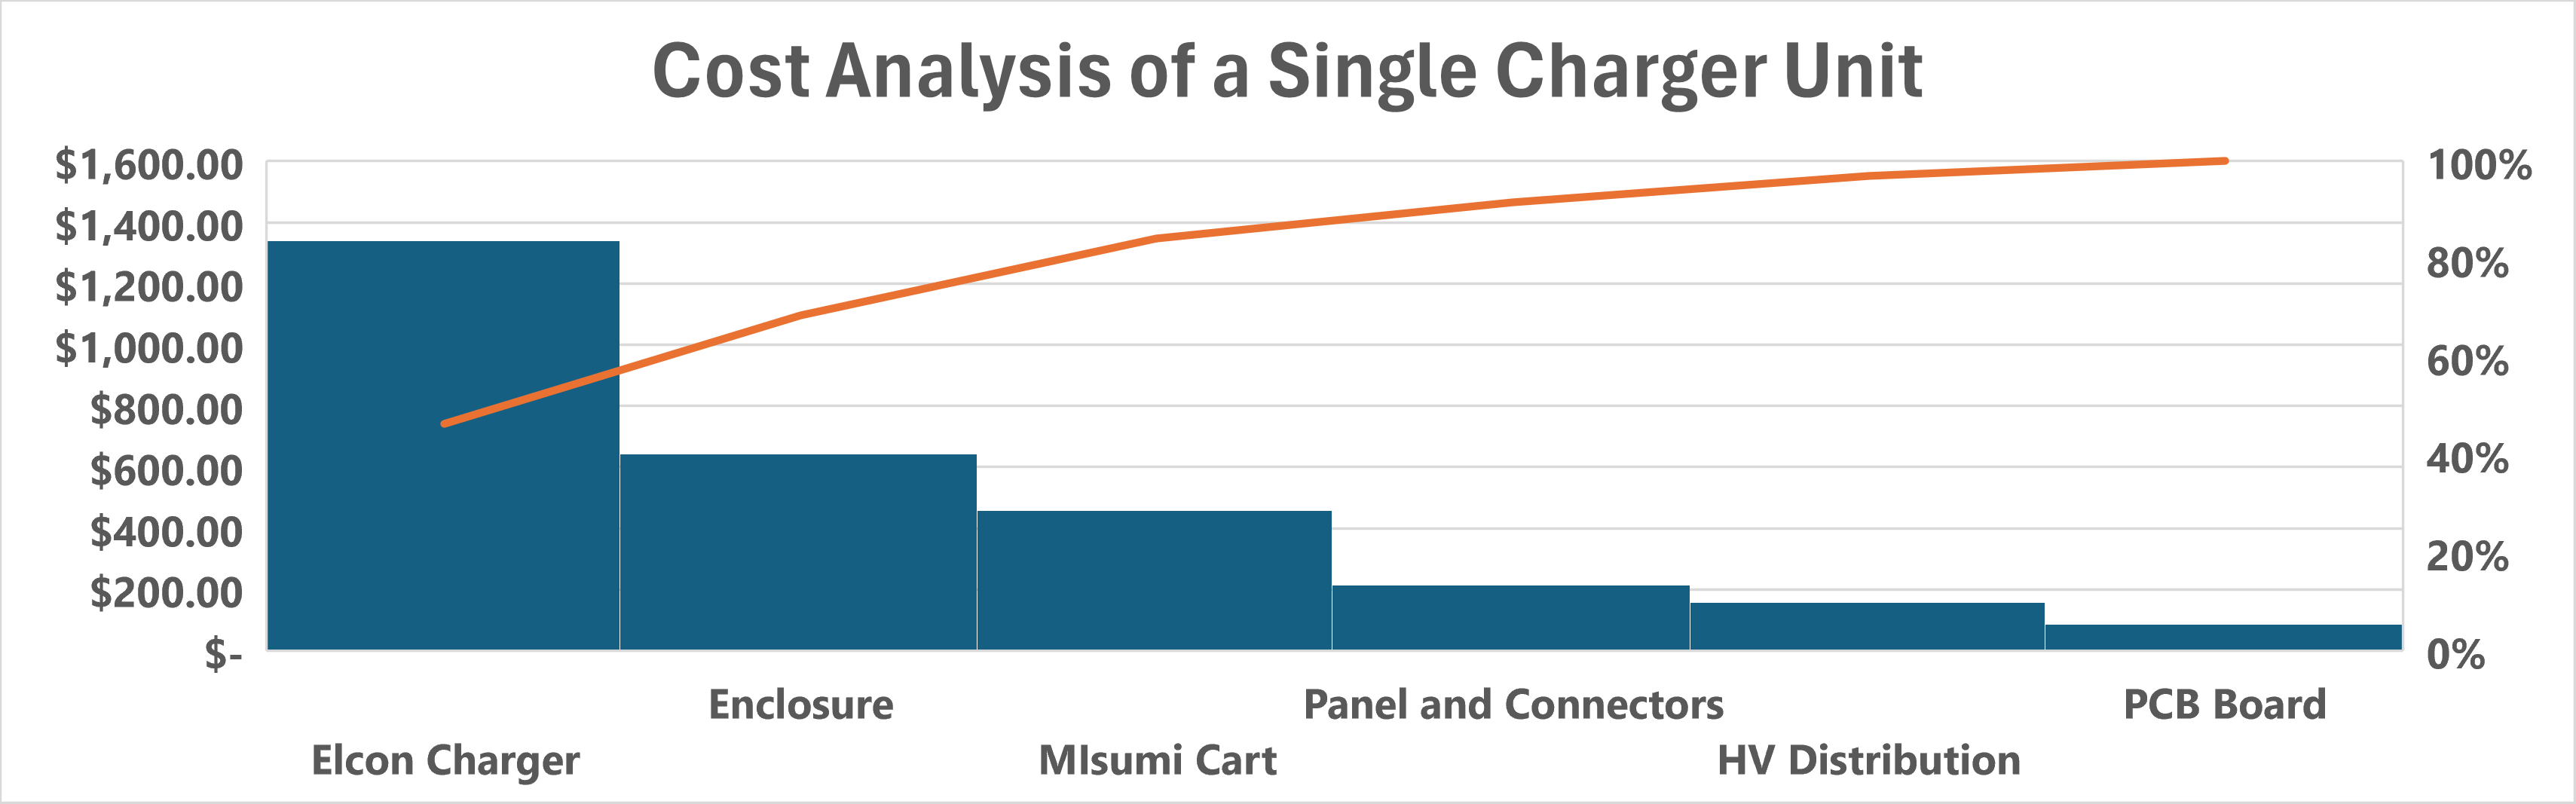 Cost Analysis of a Single Charger Unit
$1,600.00
$1,400.00
$1,200.00
$1,000.00
$800.00
$600.00
$400.00
$200.00
$-
100%
80%
60%
40%
20%
0%
Elcon Charger
Enclosure
MIsumi Cart
Panel and Connectors
HV Distribution
PCB Board